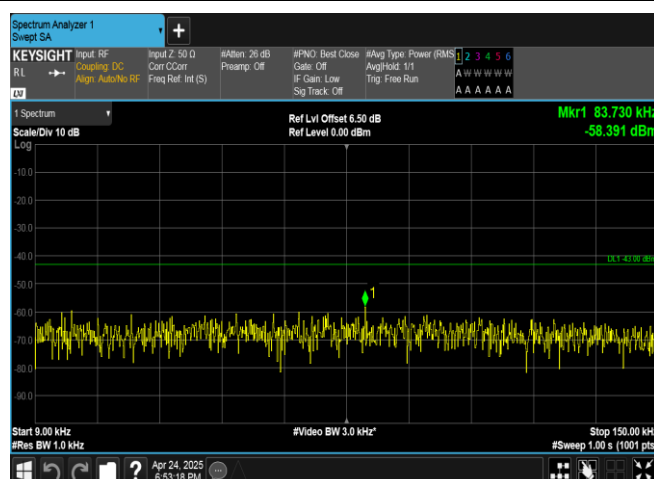 Spectrum Analyzer 1
Swept SA
+
KEYSIGHT
RL
LXI
Input: RF
Coupling: DC
Align: Auto/No RF
Input Z: 50 Ω
Corr CCorr
Freq Ref: Int (S)
#Atten: 26 dB
Preamp: Off
#PNO: Best Close
Gate: Off
IF Gain: Low
Sig Track: Off
#Avg Type: Power (RMS
Avg|Hold: 1/1
Trig: Free Run
1 2 3 4 5 6
A W W W W W
A A A A A A
1 Spectrum
Scale/Div 10 dB
Ref Lvl Offset 6.50 dB
Ref Level 0.00 dBm
Mkr1 83.730 kHz
-58.391 dBm
Log
-10.0
-20.0
-30.0
-40.0
DL1 -43.00 dBm
-50.0
1
-60.0
-70.0
-80.0
-90.0
Start 9.00 kHz
#Res BW 1.0 kHz
#Video BW 3.0 kHz*
Stop 150.00 kHz
#Sweep 1.00 s (1001 pts
?
Apr 24, 2025
6:53:18 PM